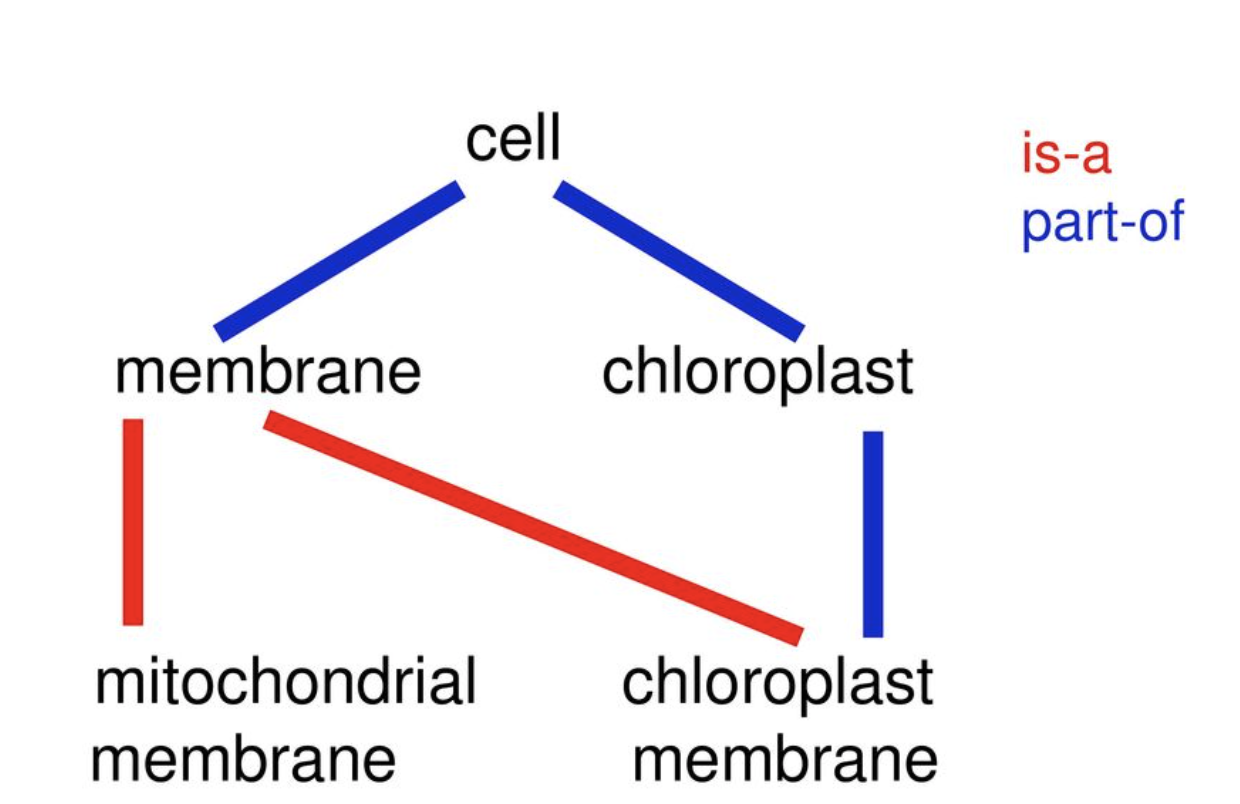 cell
is-a
part-of
membrane
chloroplast
mitochondrial
membrane
chloroplast
membrane